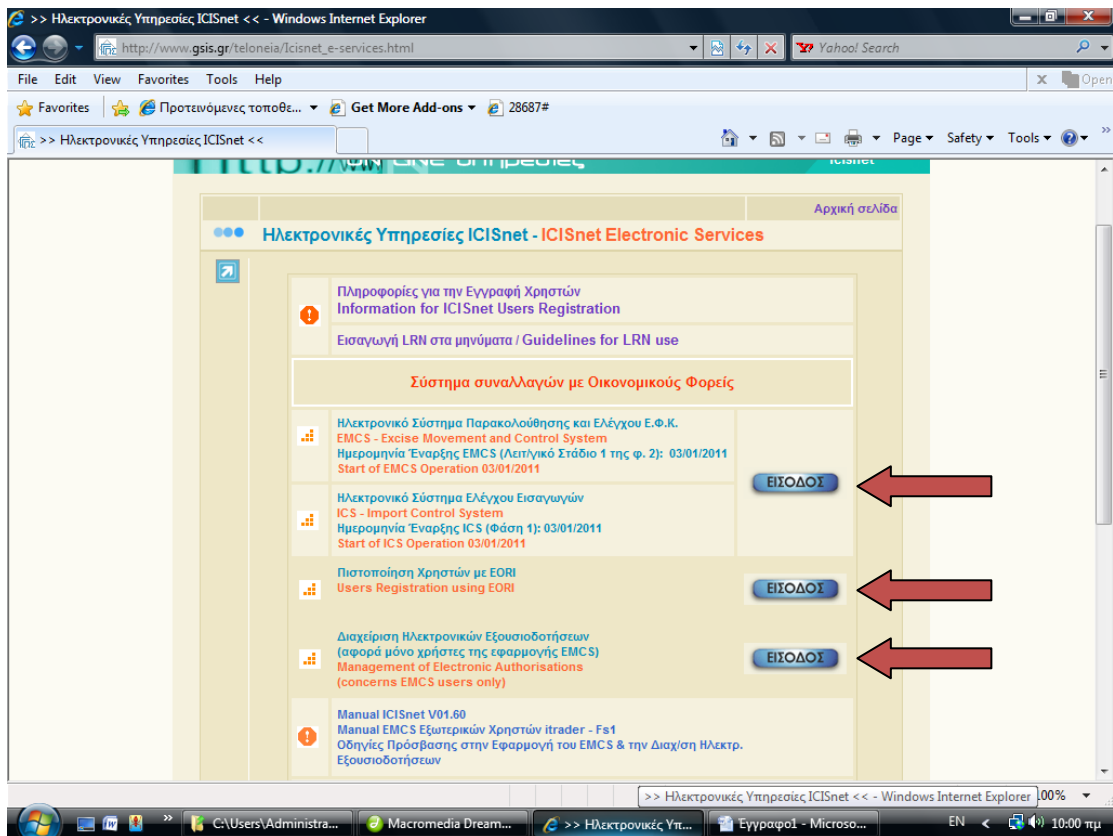 >> Ηλεκτρονικές Υπηρεσίες ICISnet << - Windows Internet Explorer
http://www.gsis.gr/teloneia/Icisnet_e-services.html
Yahoo! Search
File Edit View Favorites Tools Help
x Open
Favorites Προτεινόμενες τοποθε... Get More Add-ons 28687#
>> Ηλεκτρονικές Υπηρεσίες ICISnet <<
Page Safety Tools
Αρχική σελίδα
Ηλεκτρονικές Υπηρεσίες ICISnet - ICISnet Electronic Services
Πληροφορίες για την Εγγραφή Χρηστών
Information for ICISnet Users Registration
Εισαγωγή LRN στα μηνύματα / Guidelines for LRN use
Σύστημα συναλλαγών με Οικονομικούς Φορείς
Ηλεκτρονικό Σύστημα Παρακολούθησης και Ελέγχου Ε.Φ.Κ.
EMCS - Excise Movement and Control System
Ημερομηνία Έναρξης EMCS (Λειτ/γικό Στάδιο 1 της φ. 2): 03/01/2011
Start of EMCS Operation 03/01/2011
ΕΙΣΟΔΟΣ
Ηλεκτρονικό Σύστημα Ελέγχου Εισαγωγών
ICS - Import Control System
Ημερομηνία Έναρξης ICS (Φάση 1): 03/01/2011
Start of ICS Operation 03/01/2011
Πιστοποίηση Χρηστών με EORI
Users Registration using EORI
ΕΙΣΟΔΟΣ
Διαχείριση Ηλεκτρονικών Εξουσιοδοτήσεων
(αφορά μόνο χρήστες της εφαρμογής EMCS)
Management of Electronic Authorisations
(concerns EMCS users only)
ΕΙΣΟΔΟΣ
Manual ICISnet V01.60
Manual EMCS Εξωτερικών Χρηστών itrader - Fs1
Οδηγίες Πρόσβασης στην Εφαρμογή του EMCS & την Διαχ/ση Ηλεκτρ.
Εξουσιοδοτήσεων
>> Ηλεκτρονικές Υπηρεσίες ICISnet << - Windows Internet Explorer
00%
C:\Users\Administra... Macromedia Dream... >> Ηλεκτρονικές Υπ... Έγγραφο1 - Microso... EN 10:00 πμ